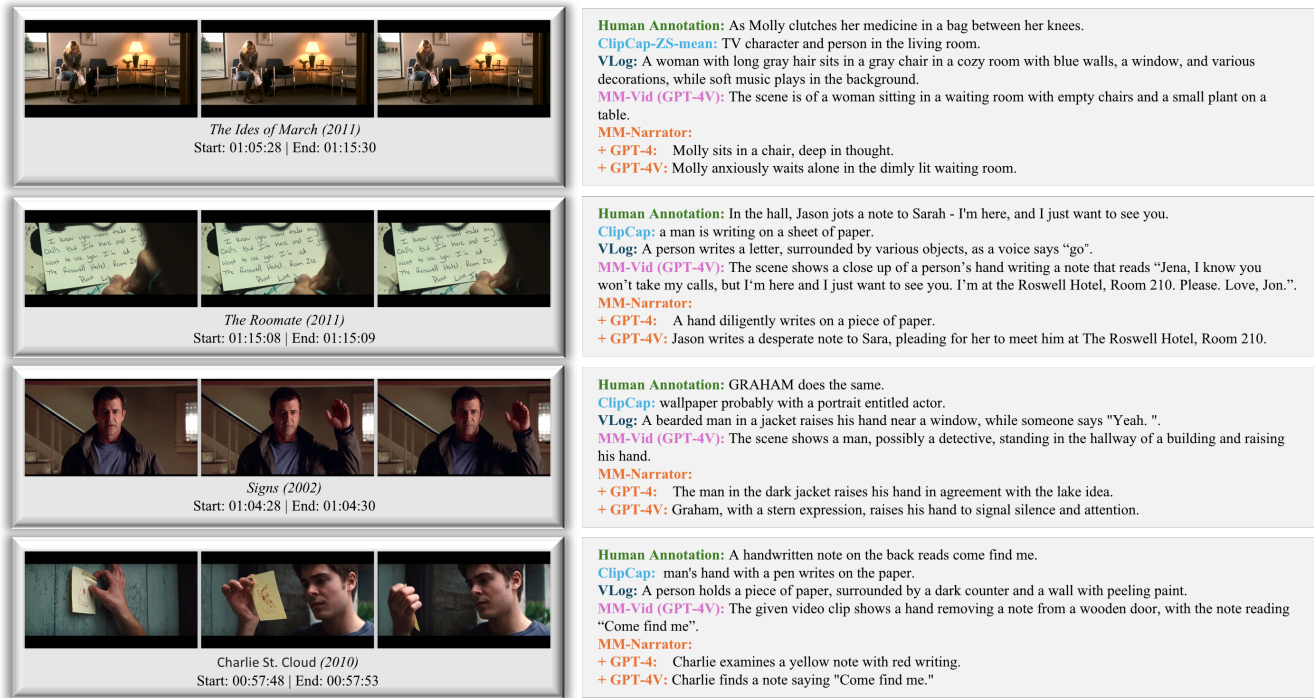 The Ides of March (2011)
Start: 01:05:28 | End: 01:15:30
Human Annotation: As Molly clutches her medicine in a bag between her knees.
ClipCap-ZS-mean: TV character and person in the living room.
VLog: A woman with long gray hair sits in a gray chair in a cozy room with blue walls, a window, and various
decorations, while soft music plays in the background.
MM-Vid (GPT-4V): The scene is of a woman sitting in a waiting room with empty chairs and a small plant on a
table.
MM-Narrator:
+ GPT-4: Molly sits in a chair, deep in thought.
+ GPT-4V: Molly anxiously waits alone in the dimly lit waiting room.
I know you wont take my
calls but I'm here and I just
want to see you I'm at
The Roswell Hotel, Room 210
The Roomate (2011)
Start: 01:15:08 | End: 01:15:09
Human Annotation: In the hall, Jason jots a note to Sarah - I'm here, and I just want to see you.
ClipCap: a man is writing on a sheet of paper.
VLog: A person writes a letter, surrounded by various objects, as a voice says “go".
MM-Vid (GPT-4V): The scene shows a close up of a person’s hand writing a note that reads “Jena, I know you
won’t take my calls, but I‘m here and I just want to see you. I’m at the Roswell Hotel, Room 210. Please. Love, Jon.”.
MM-Narrator:
+ GPT-4: A hand diligently writes on a piece of paper.
+ GPT-4V: Jason writes a desperate note to Sara, pleading for her to meet him at The Roswell Hotel, Room 210.
Signs (2002)
Start: 01:04:28 | End: 01:04:30
Human Annotation: GRAHAM does the same.
ClipCap: wallpaper probably with a portrait entitled actor.
VLog: A bearded man in a jacket raises his hand near a window, while someone says "Yeah. ".
MM-Vid (GPT-4V): The scene shows a man, possibly a detective, standing in the hallway of a building and raising
his hand.
MM-Narrator:
+ GPT-4: The man in the dark jacket raises his hand in agreement with the lake idea.
+ GPT-4V: Graham, with a stern expression, raises his hand to signal silence and attention.
Charlie St. Cloud (2010)
Start: 00:57:48 | End: 00:57:53
Human Annotation: A handwritten note on the back reads come find me.
ClipCap: man's hand with a pen writes on the paper.
VLog: A person holds a piece of paper, surrounded by a dark counter and a wall with peeling paint.
MM-Vid (GPT-4V): The given video clip shows a hand removing a note from a wooden door, with the note reading
“Come find me”.
MM-Narrator:
+ GPT-4: Charlie examines a yellow note with red writing.
+ GPT-4V: Charlie finds a note saying "Come find me."